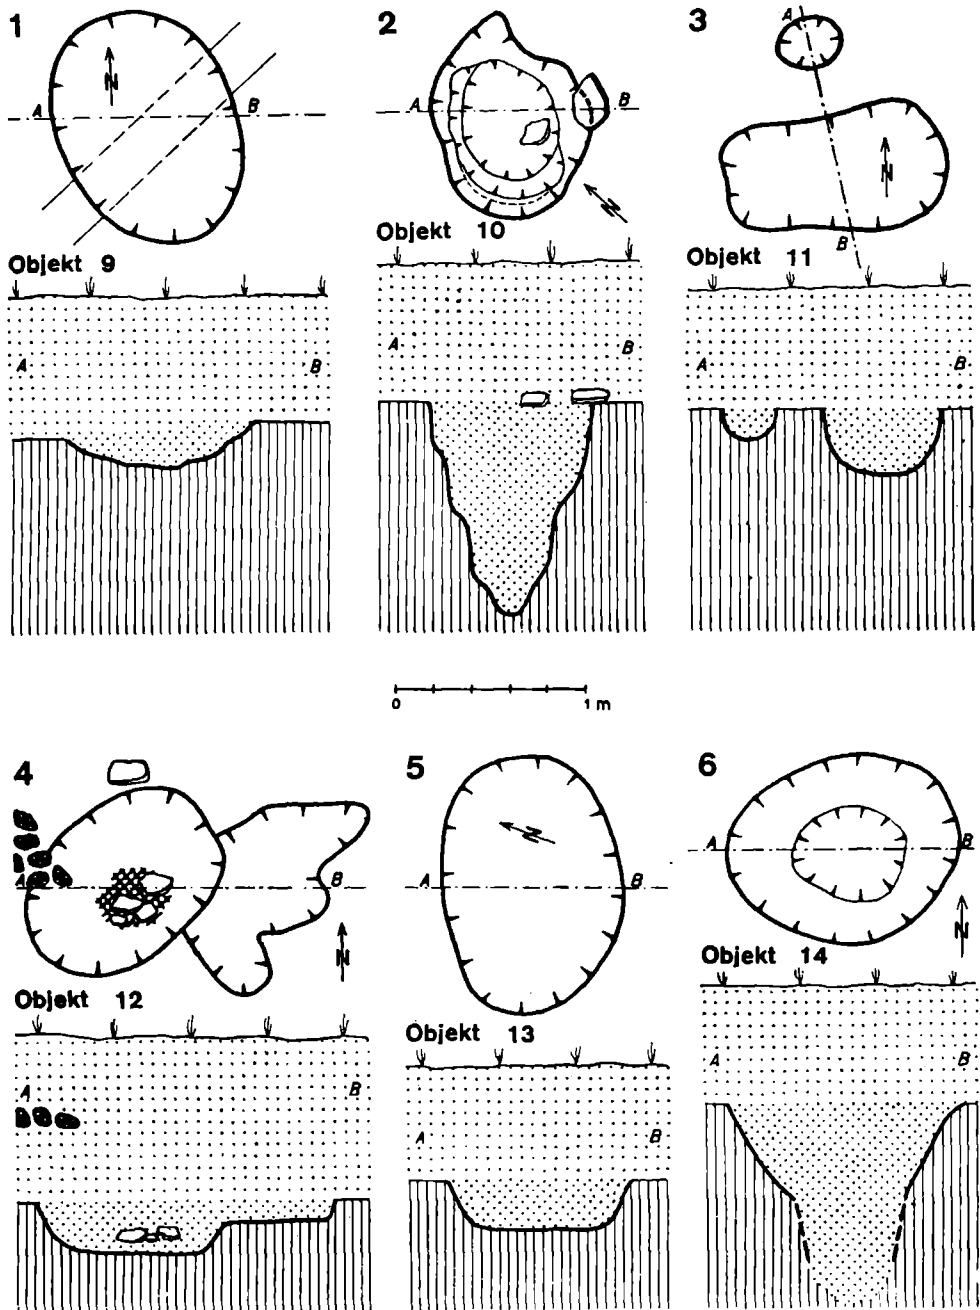 1
N
A B
Objekt 9
A B
2
A B
N
Objekt 10
A B
3
A
N
B
Objekt 11
A B
0 1 m
4
A B
N
Objekt 12
A B
5
N
A B
Objekt 13
A B
6
A B
N
Objekt 14
A B